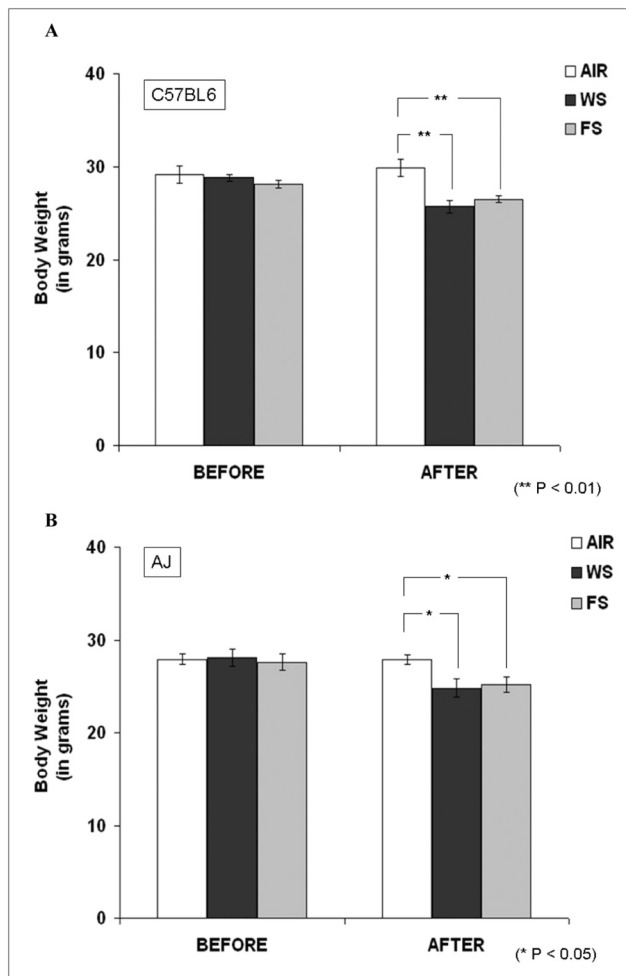 A
C57BL6
AIR
WS
FS
40
30
20
10
0
Body Weight
(in grams)
**
**
BEFORE
AFTER
(** P < 0.01)
B
AJ
AIR
WS
FS
40
30
20
10
0
Body Weight
(in grams)
*
*
BEFORE
AFTER
(* P < 0.05)